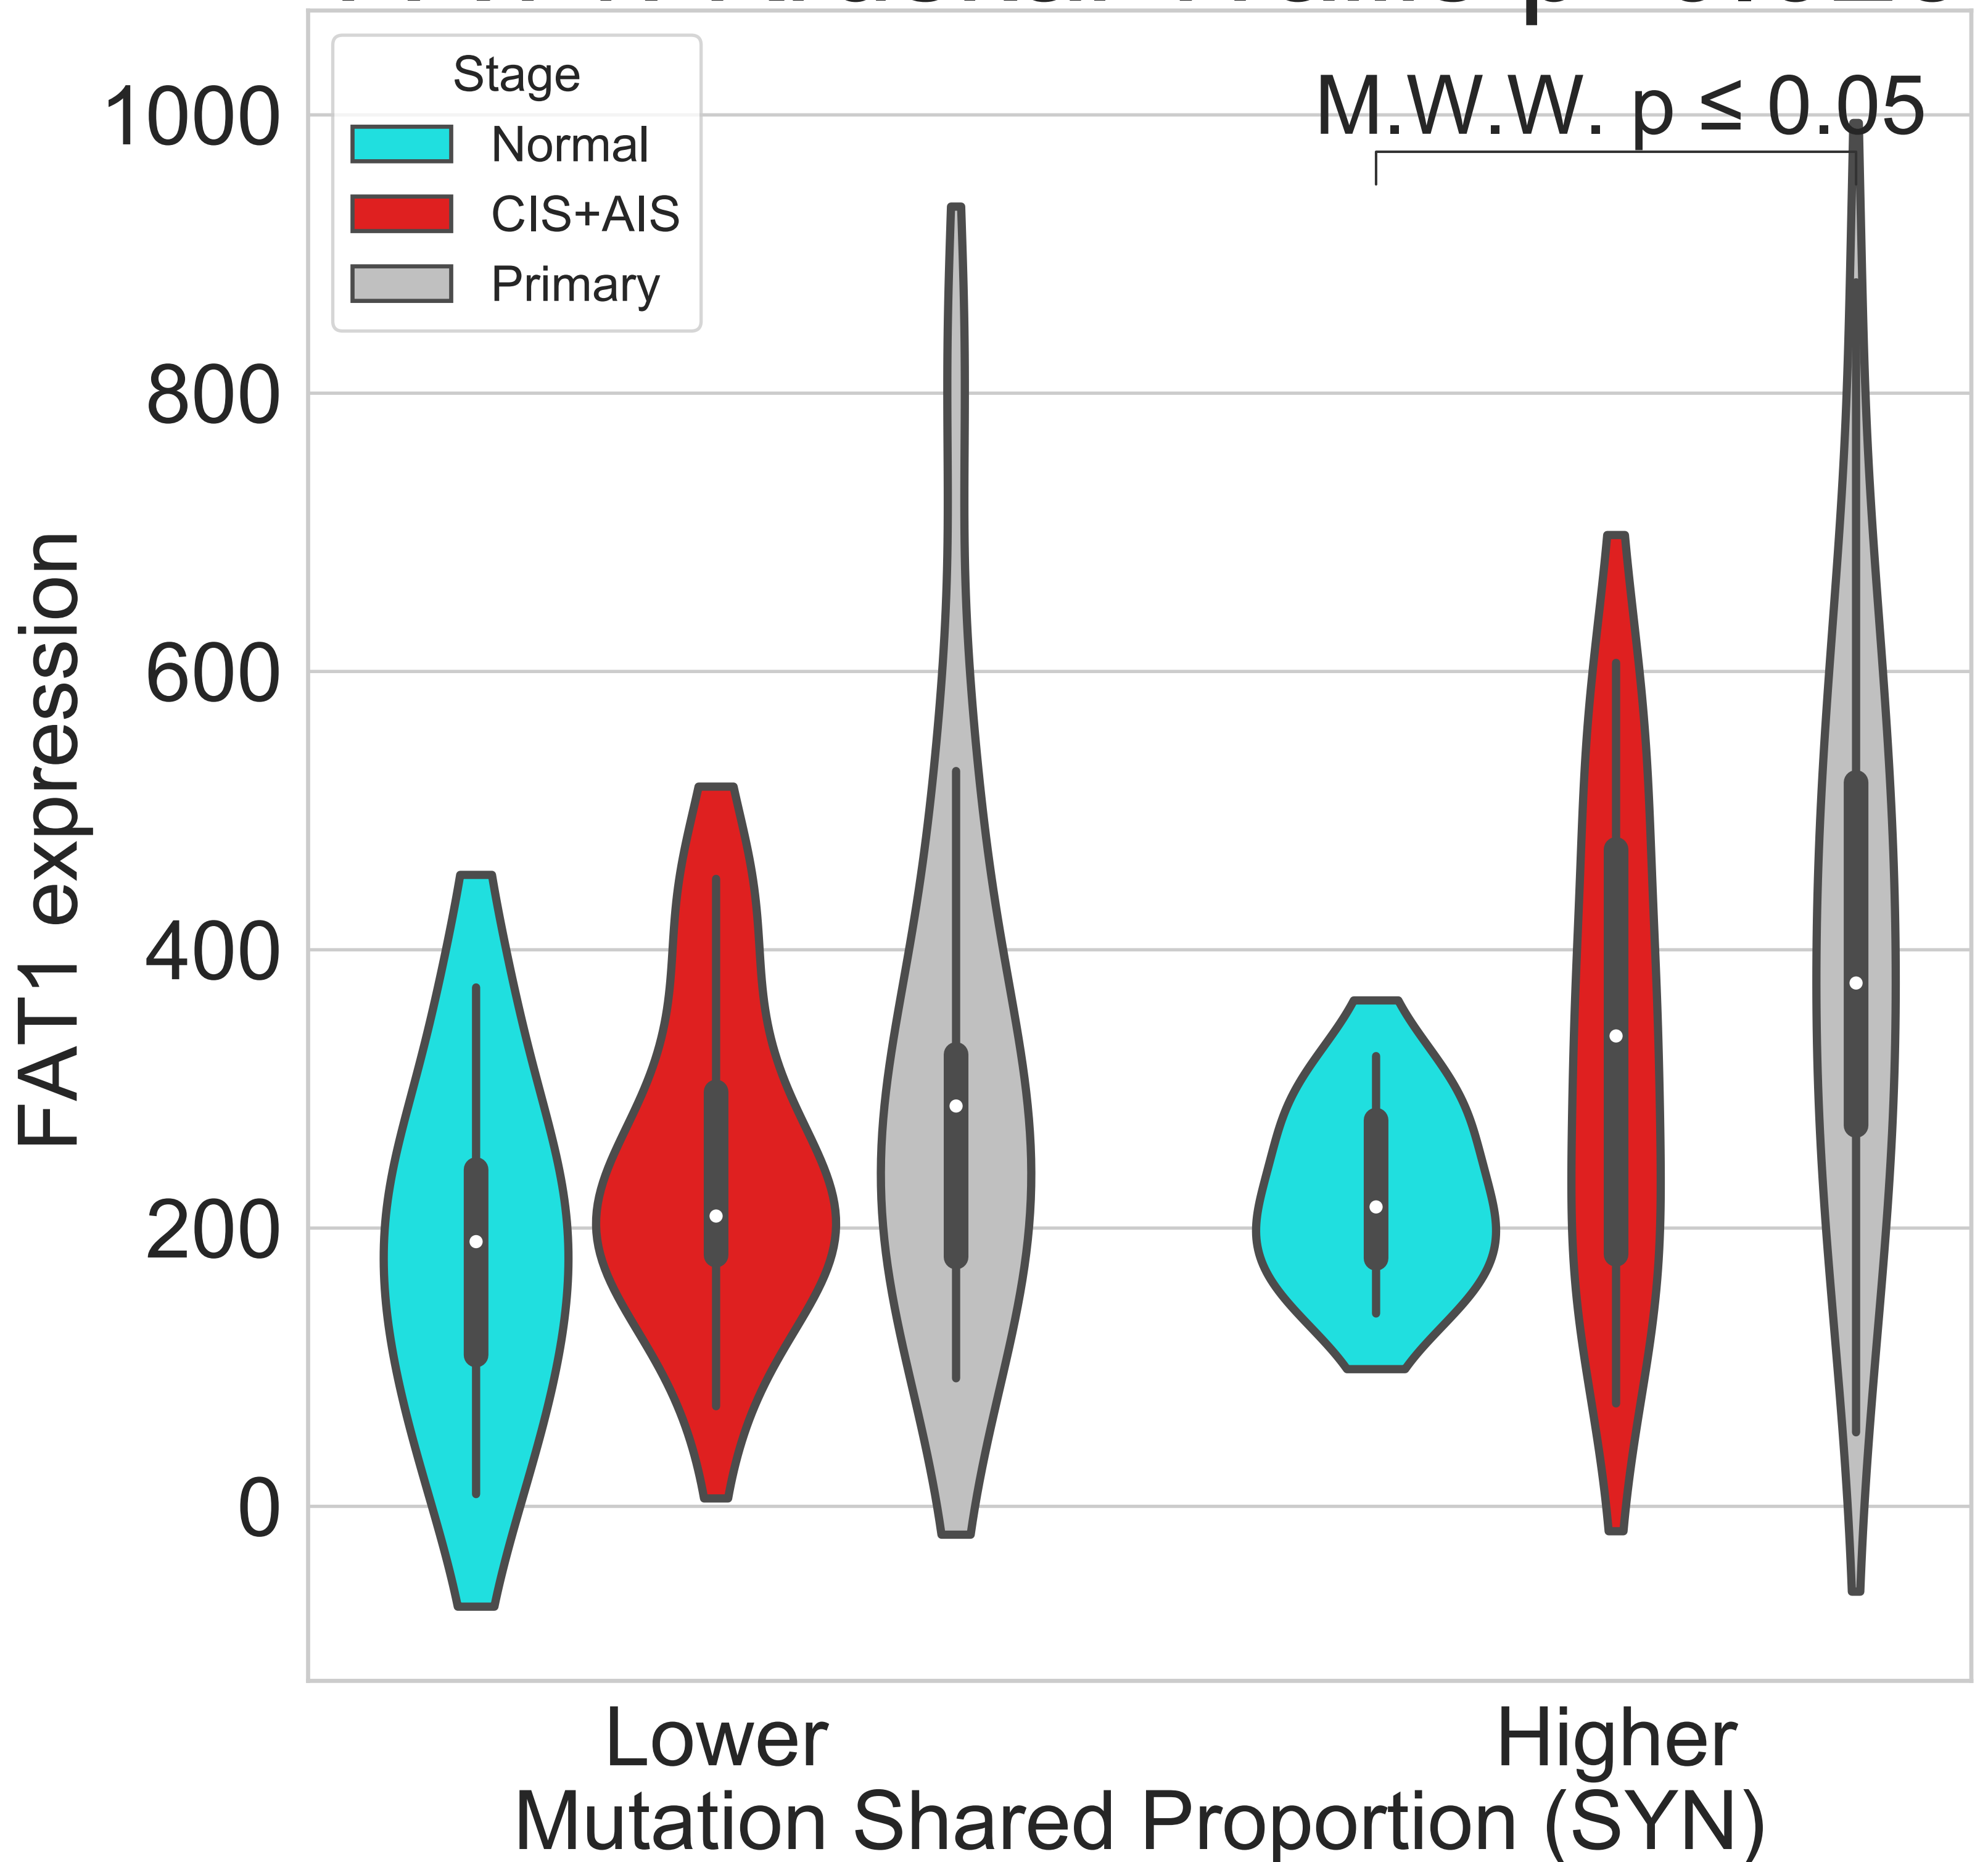 Stage
Normal
CIS+AIS
Primary
M.W.W. p ≤ 0.05
1000
800
600
400
200
0
FAT1 expression
Lower
Higher
Mutation Shared Proportion (SYN)